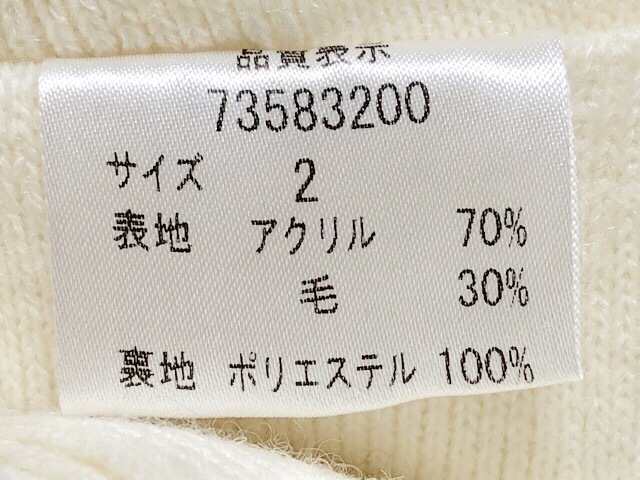 品質表示
73583200
サイズ 2
表地 アクリル 70%
毛 30%
裏地 ポリエステル 100%